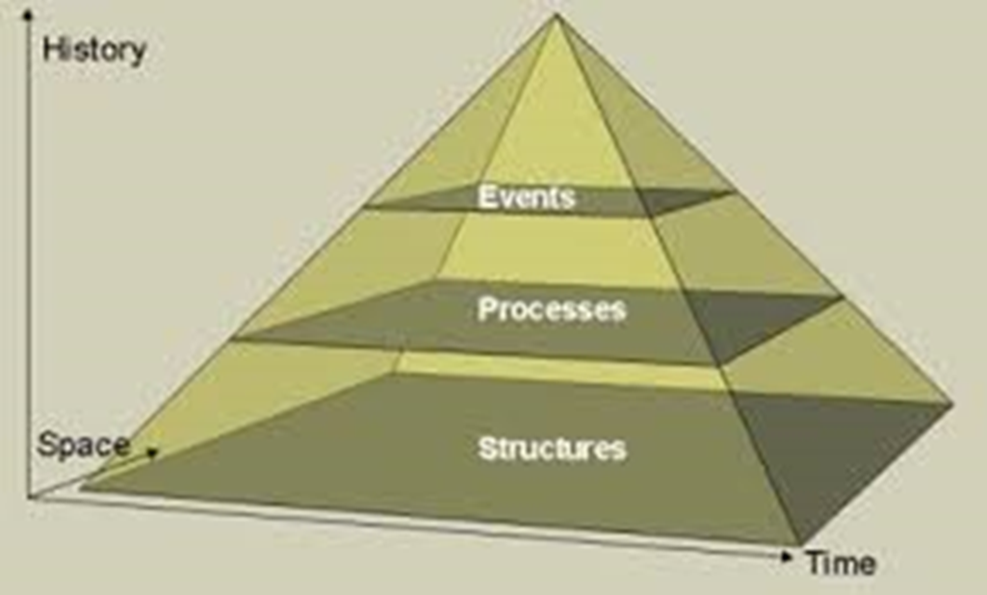 History
Events
Processes
Space
Structures
Time